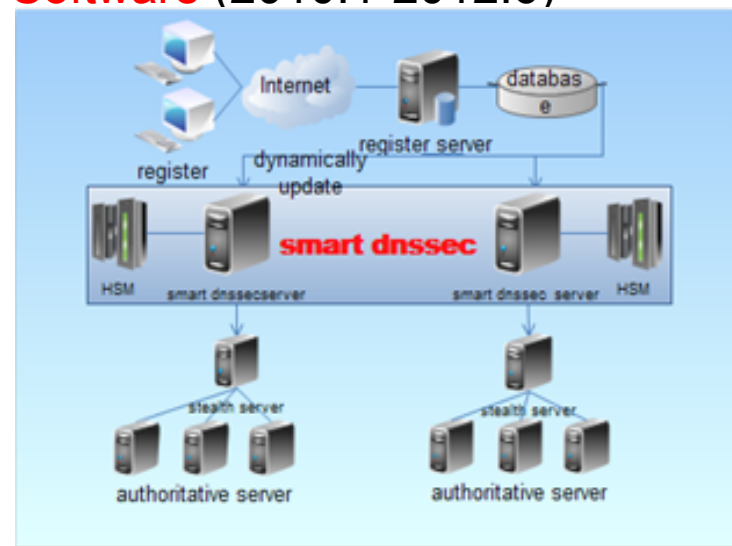 Internet
databas
e
register server
register
dynamically
update
smart dnssec
HSM
smart dnssecserver
smart dnssec server
HSM
stealth server
stealth server
authoritative server
authoritative server